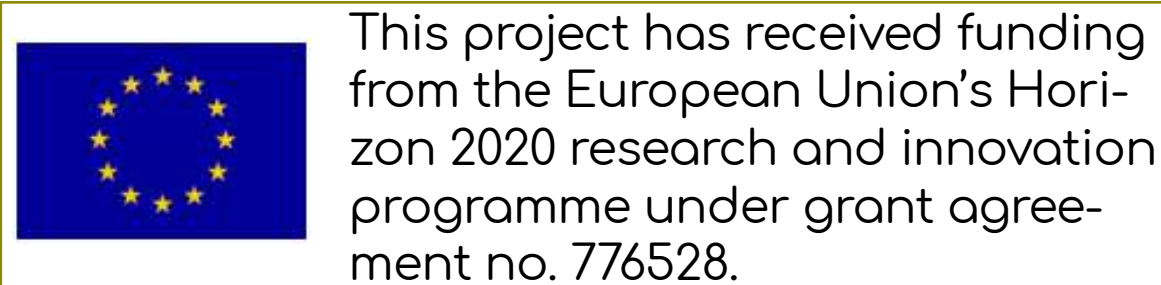 This project has received funding
from the European Union’s Hori-
zon 2020 research and innovation
programme under grant agree-
ment no. 776528.